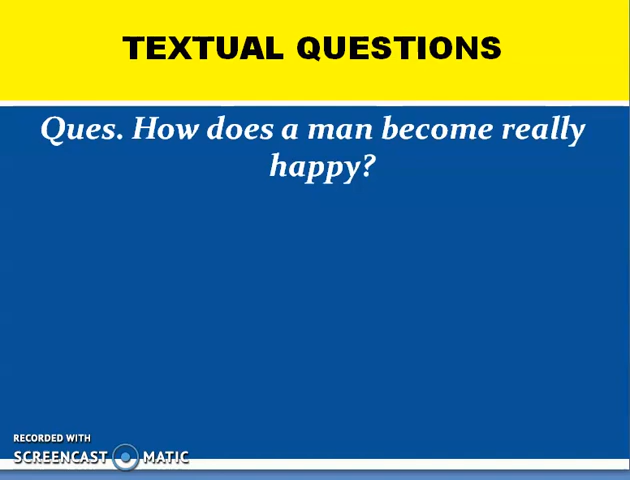 TEXTUAL QUESTIONS
Ques. How does a man become really
happy?
RECORDED WITH
SCREENCAST MATIC